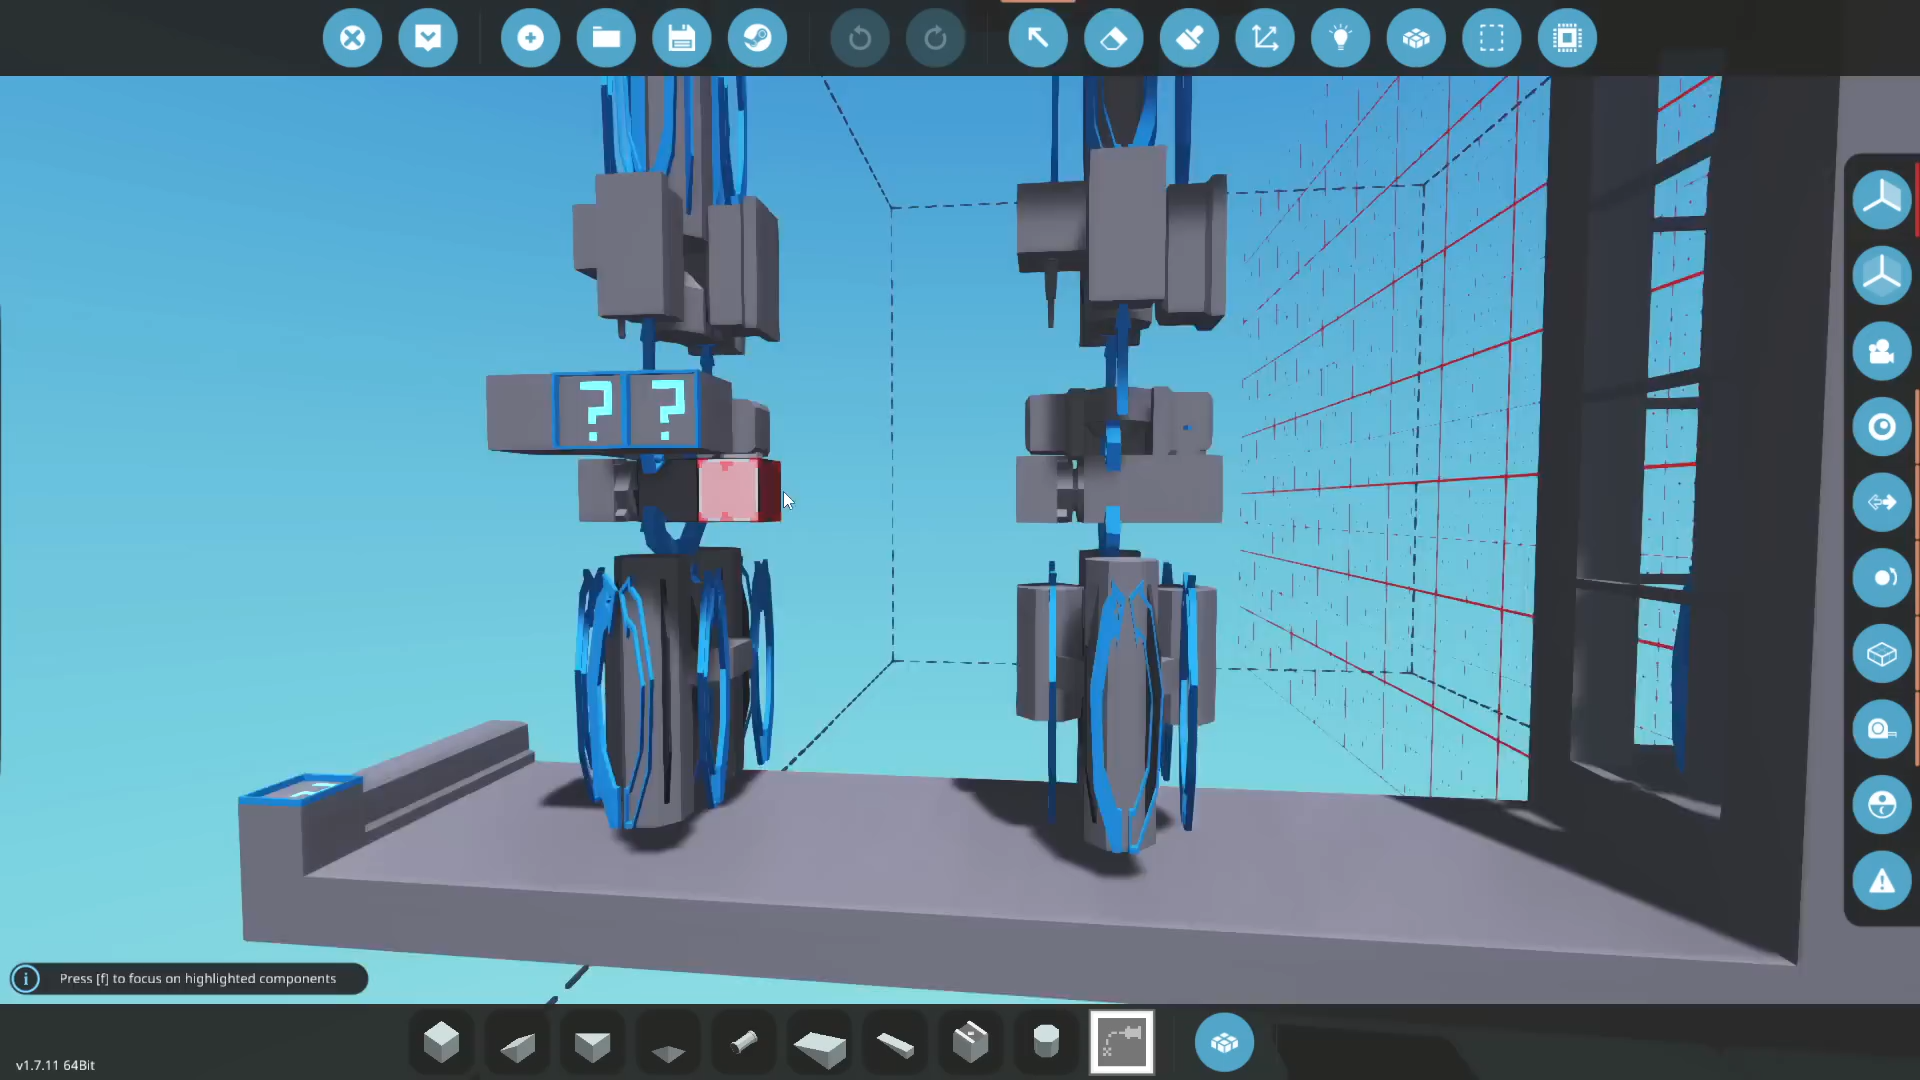 ? ?
Press [f] to focus on highlighted components
v1.7.11 64Bit